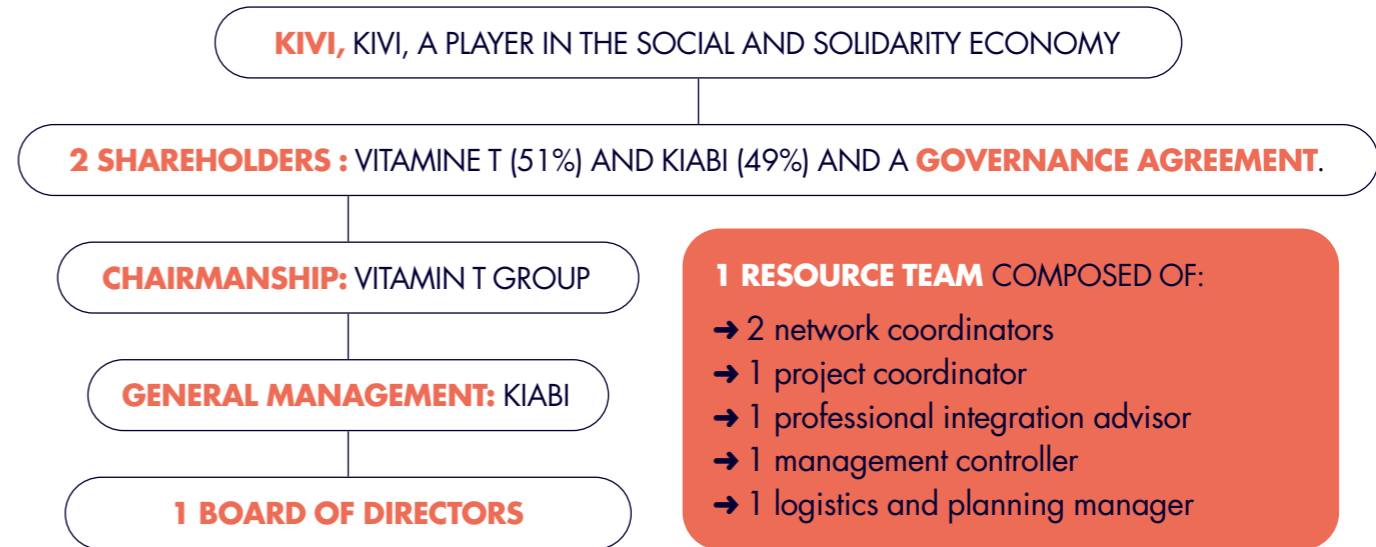 KIVI, KIVI, A PLAYER IN THE SOCIAL AND SOLIDARITY ECONOMY
2 SHAREHOLDERS : VITAMINE T (51%) AND KIABI (49%) AND A GOVERNANCE AGREEMENT.
CHAIRMANSHIP: VITAMIN T GROUP
GENERAL MANAGEMENT: KIABI
1 BOARD OF DIRECTORS
1 RESOURCE TEAM COMPOSED OF:
➜ 2 network coordinators
➜ 1 project coordinator
➜ 1 professional integration advisor
➜ 1 management controller
➜ 1 logistics and planning manager